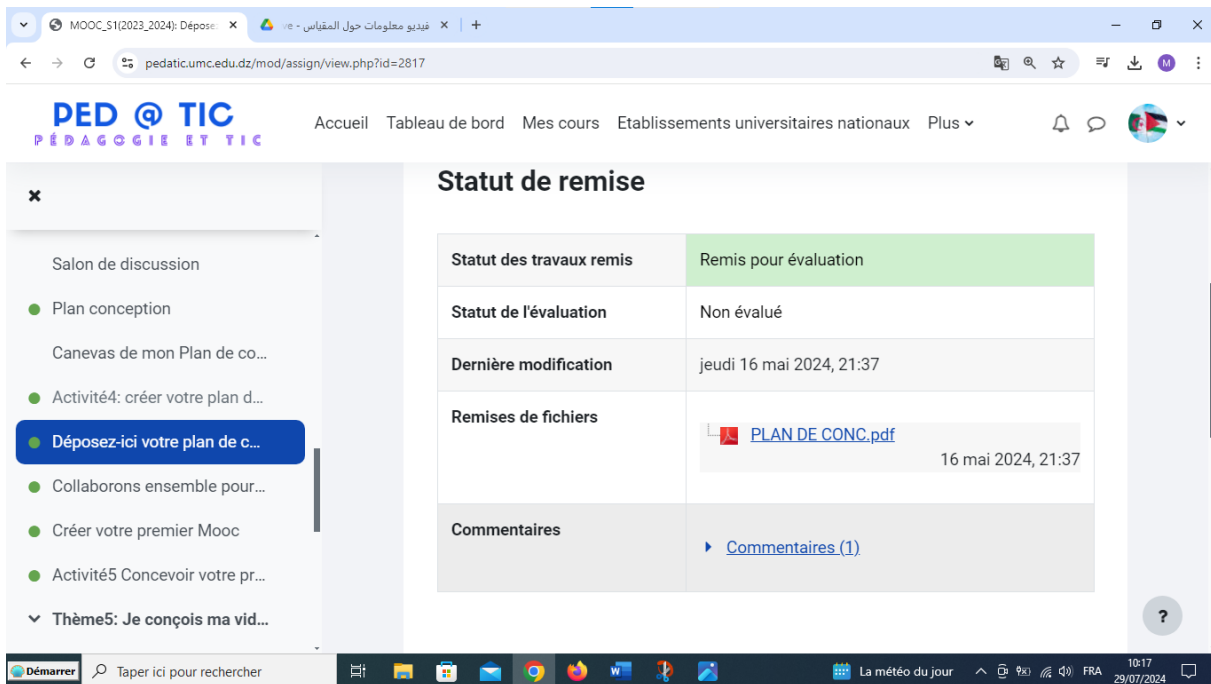 MOOC_S1(2023_2024): Dépose
فيديو معلومات حول المقياس - ve
pedatic.umc.edu.dz/mod/assign/view.php?id=2817
M
PED @ TIC
PÉDAGOGIE ET TIC
Accueil Tableau de bord Mes cours Etablissements universitaires nationaux Plus
Salon de discussion
Plan conception
Canevas de mon Plan de co...
Activité4: créer votre plan d...
Déposez-ici votre plan de c...
Collaborons ensemble pour...
Créer votre premier Mooc
Activité5 Concevoir votre pr...
Thème5: Je conçois ma vid...
Statut de remise
Statut des travaux remis Remis pour évaluation
Statut de l'évaluation Non évalué
Dernière modification jeudi 16 mai 2024, 21:37
Remises de fichiers
PLAN DE CONC.pdf
16 mai 2024, 21:37
Commentaires
Commentaires (1)
?
Démarrer Taper ici pour rechercher La météo du jour FRA 10:17
29/07/2024